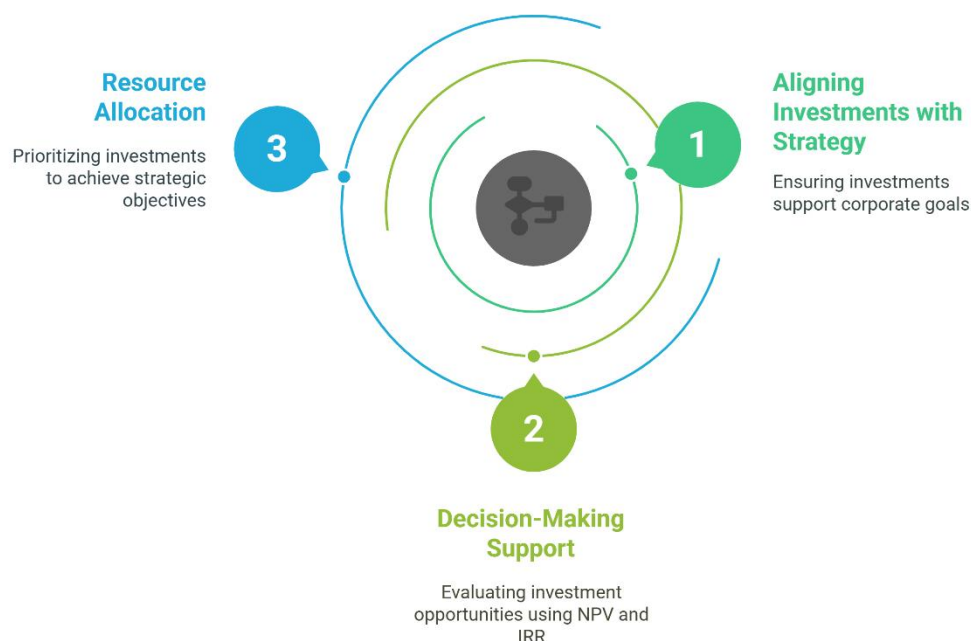 1
Aligning
Investments with
Strategy
Ensuring investments
support corporate goals
2
Decision-Making
Support
Evaluating investment
opportunities using NPV and
IRR
3
Resource
Allocation
Prioritizing investments
to achieve strategic
objectives